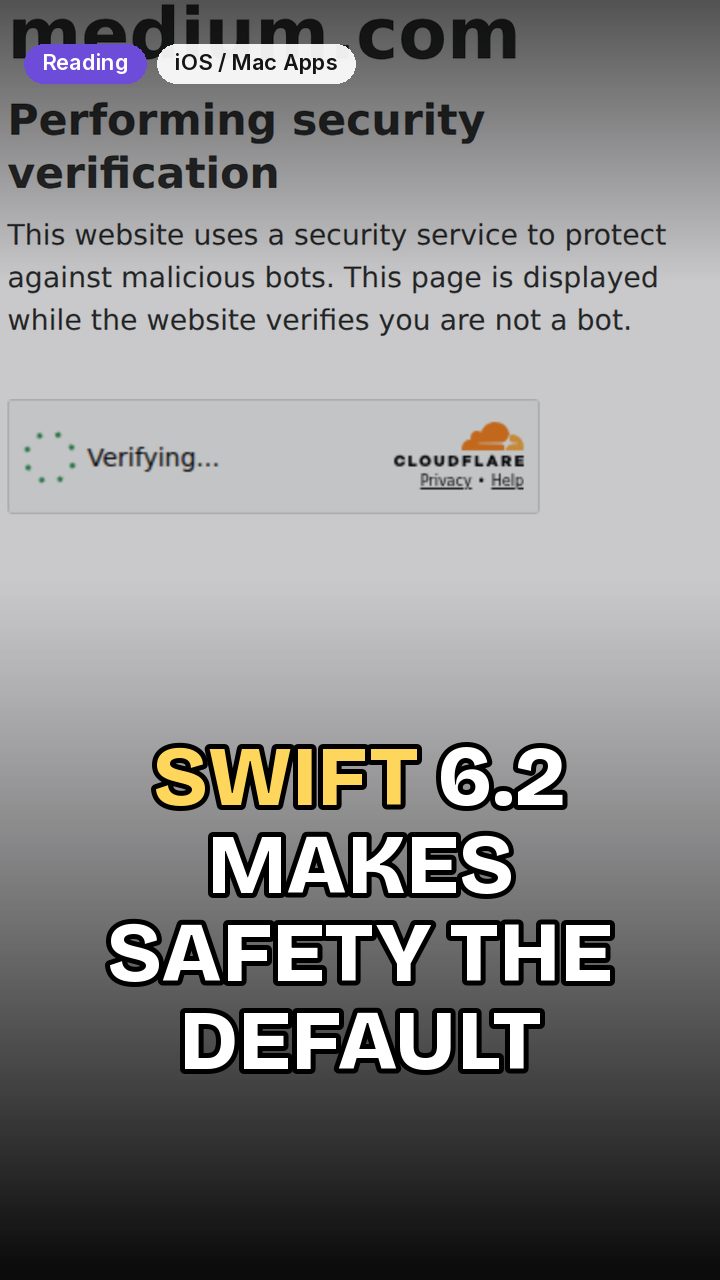 medium.com
Reading
iOS / Mac Apps
Performing security
verification
This website uses a security service to protect
against malicious bots. This page is displayed
while the website verifies you are not a bot.
Verifying...
CLOUDFLARE
Privacy • Help
SWIFT 6.2
MAKES
SAFETY THE
DEFAULT